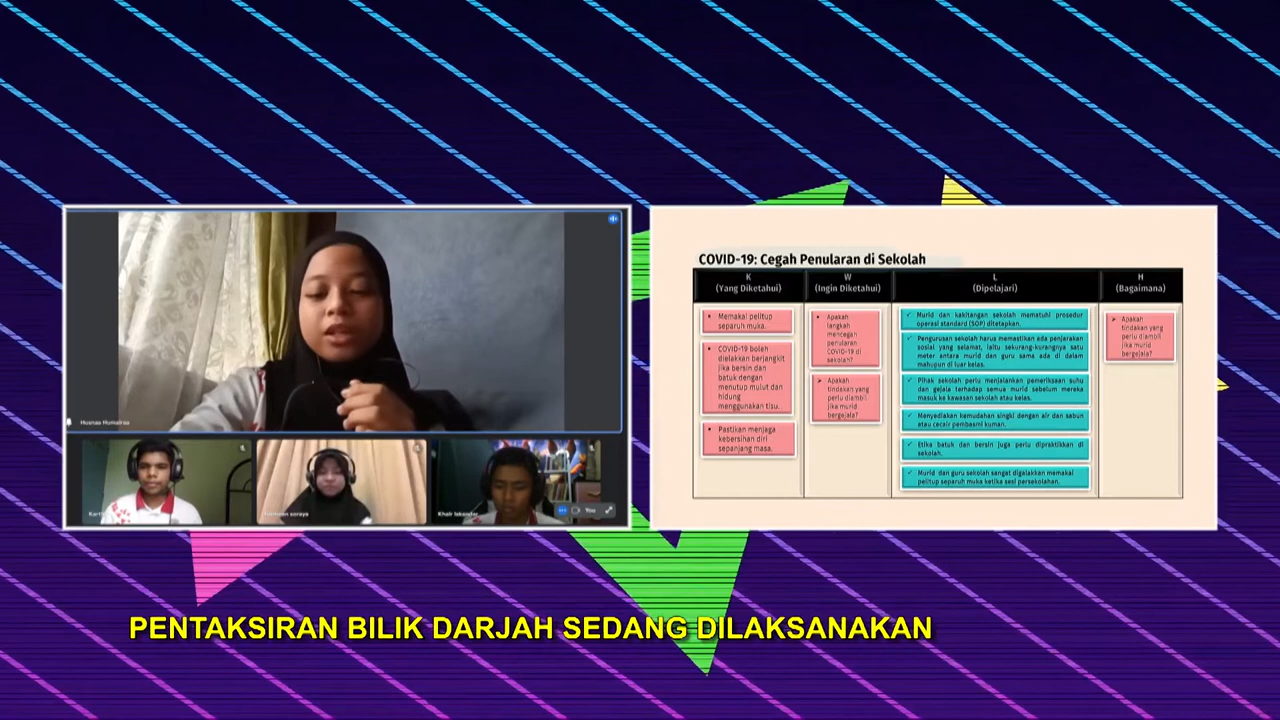 Husnaa Humairaa
Khair Iskandar
You
COVID-19: Cegah Penularan di Sekolah
K
(Yang Diketahui)
W
(Ingin Diketahui)
L
(Dipelajari)
H
(Bagaimana)
• Memakai pelitup
separuh muka.
• COVID-19 boleh
dielakkan berjangkit
jika bersin dan
batuk dengan
menutup mulut dan
hidung
menggunakan tisu.
• Pastikan menjaga
kebersihan diri
sepanjang masa.
• Apakah
langkah
mencegah
penularan
COVID-19 di
sekolah?
➢ Apakah
tindakan yang
perlu diambil
jika murid
bergejala?
✓ Murid dan kakitangan sekolah mematuhi prosedur
operasi standard (SOP) ditetapkan.
✓ Pengurusan sekolah harus memastikan ada penjarakan
sosial yang selamat, iaitu sekurang-kurangnya satu
meter antara murid dan guru sama ada di dalam
mahupun di luar kelas.
✓ Pihak sekolah perlu menjalankan pemeriksaan suhu
dan gejala terhadap semua murid sebelum mereka
masuk ke kawasan sekolah atau kelas.
✓ Menyediakan kemudahan singki dengan air dan sabun
atau cecair pembasmi kuman.
✓ Etika batuk dan bersin juga perlu dipraktikkan di
sekolah.
✓ Murid dan guru sekolah sangat digalakkan memakai
pelitup separuh muka ketika sesi persekolahan.
➢ Apakah
tindakan yang
perlu diambil
jika murid
bergejala?
PENTAKSIRAN BILIK DARJAH SEDANG DILAKSANAKAN